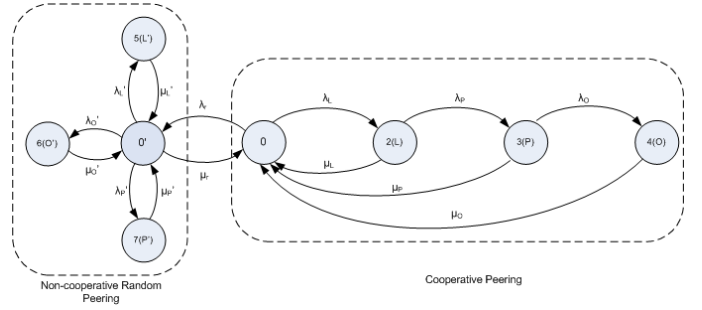 5(L')
λL'
μL'
λO'
6(O')
0'
μO'
λP'
μP'
7(P')
λr
μr
0
λL
2(L)
λP
3(P)
λO
4(O)
μL
μP
μO
Non-cooperative Random
Peering
Cooperative Peering